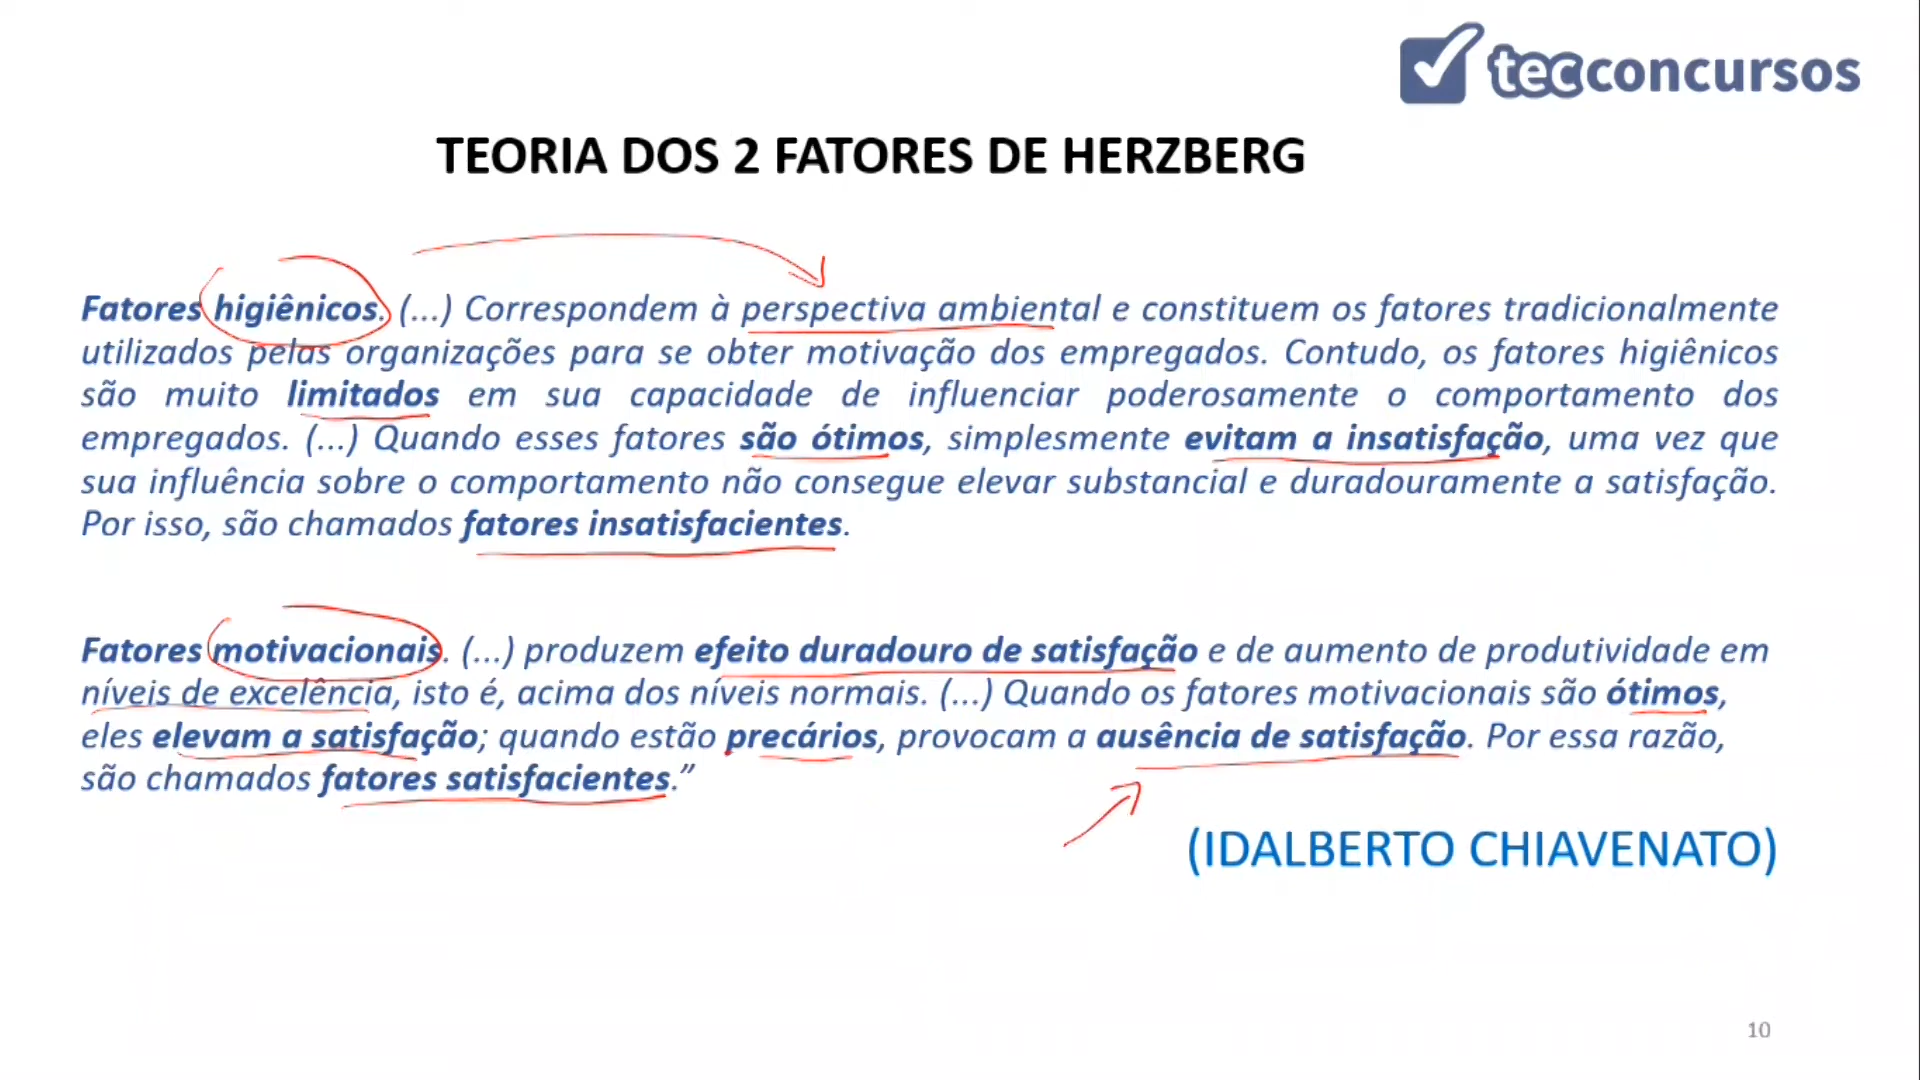 tecconcursos
TEORIA DOS 2 FATORES DE HERZBERG
Fatores higiênicos. (...) Correspondem à perspectiva ambiental e constituem os fatores tradicionalmente
utilizados pelas organizações para se obter motivação dos empregados. Contudo, os fatores higiênicos
são muito limitados em sua capacidade de influenciar poderosamente o comportamento dos
empregados. (...) Quando esses fatores são ótimos, simplesmente evitam a insatisfação, uma vez que
sua influência sobre o comportamento não consegue elevar substancial e duradouramente a satisfação.
Por isso, são chamados fatores insatisfacientes.
Fatores motivacionais. (...) produzem efeito duradouro de satisfação e de aumento de produtividade em
níveis de excelência, isto é, acima dos níveis normais. (...) Quando os fatores motivacionais são ótimos,
eles elevam a satisfação; quando estão precários, provocam a ausência de satisfação. Por essa razão,
são chamados fatores satisfacientes.”
(IDALBERTO CHIAVENATO)
10